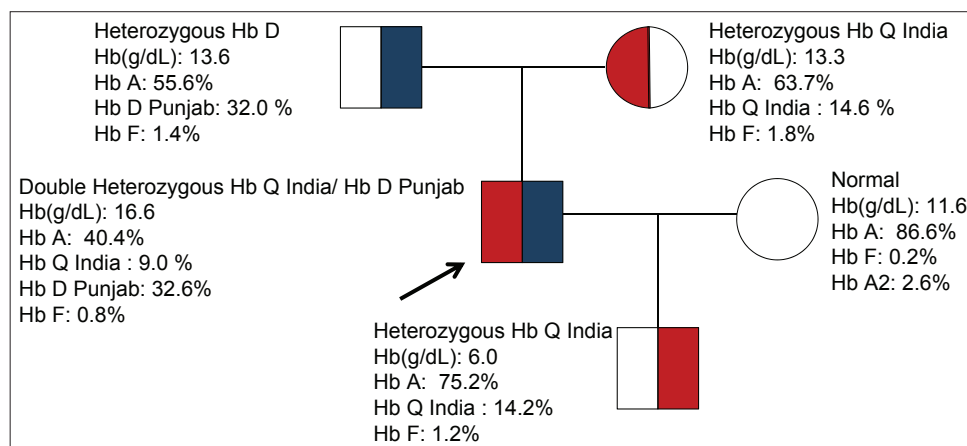 Heterozygous Hb D
Hb(g/dL): 13.6
Hb A: 55.6%
Hb D Punjab: 32.0 %
Hb F: 1.4%
Heterozygous Hb Q India
Hb(g/dL): 13.3
Hb A:  63.7%
Hb Q India : 14.6 %
Hb F: 1.8%
Double Heterozygous Hb Q India/ Hb D Punjab
Hb(g/dL): 16.6
Hb A:  40.4%
Hb Q India : 9.0 %
Hb D Punjab: 32.6%
Hb F: 0.8%
Normal
Hb(g/dL): 11.6
Hb A: 86.6%
Hb F: 0.2%
Hb A2: 2.6%
Heterozygous Hb Q India
Hb(g/dL): 6.0
Hb A:  75.2%
Hb Q India : 14.2%
Hb F: 1.2%